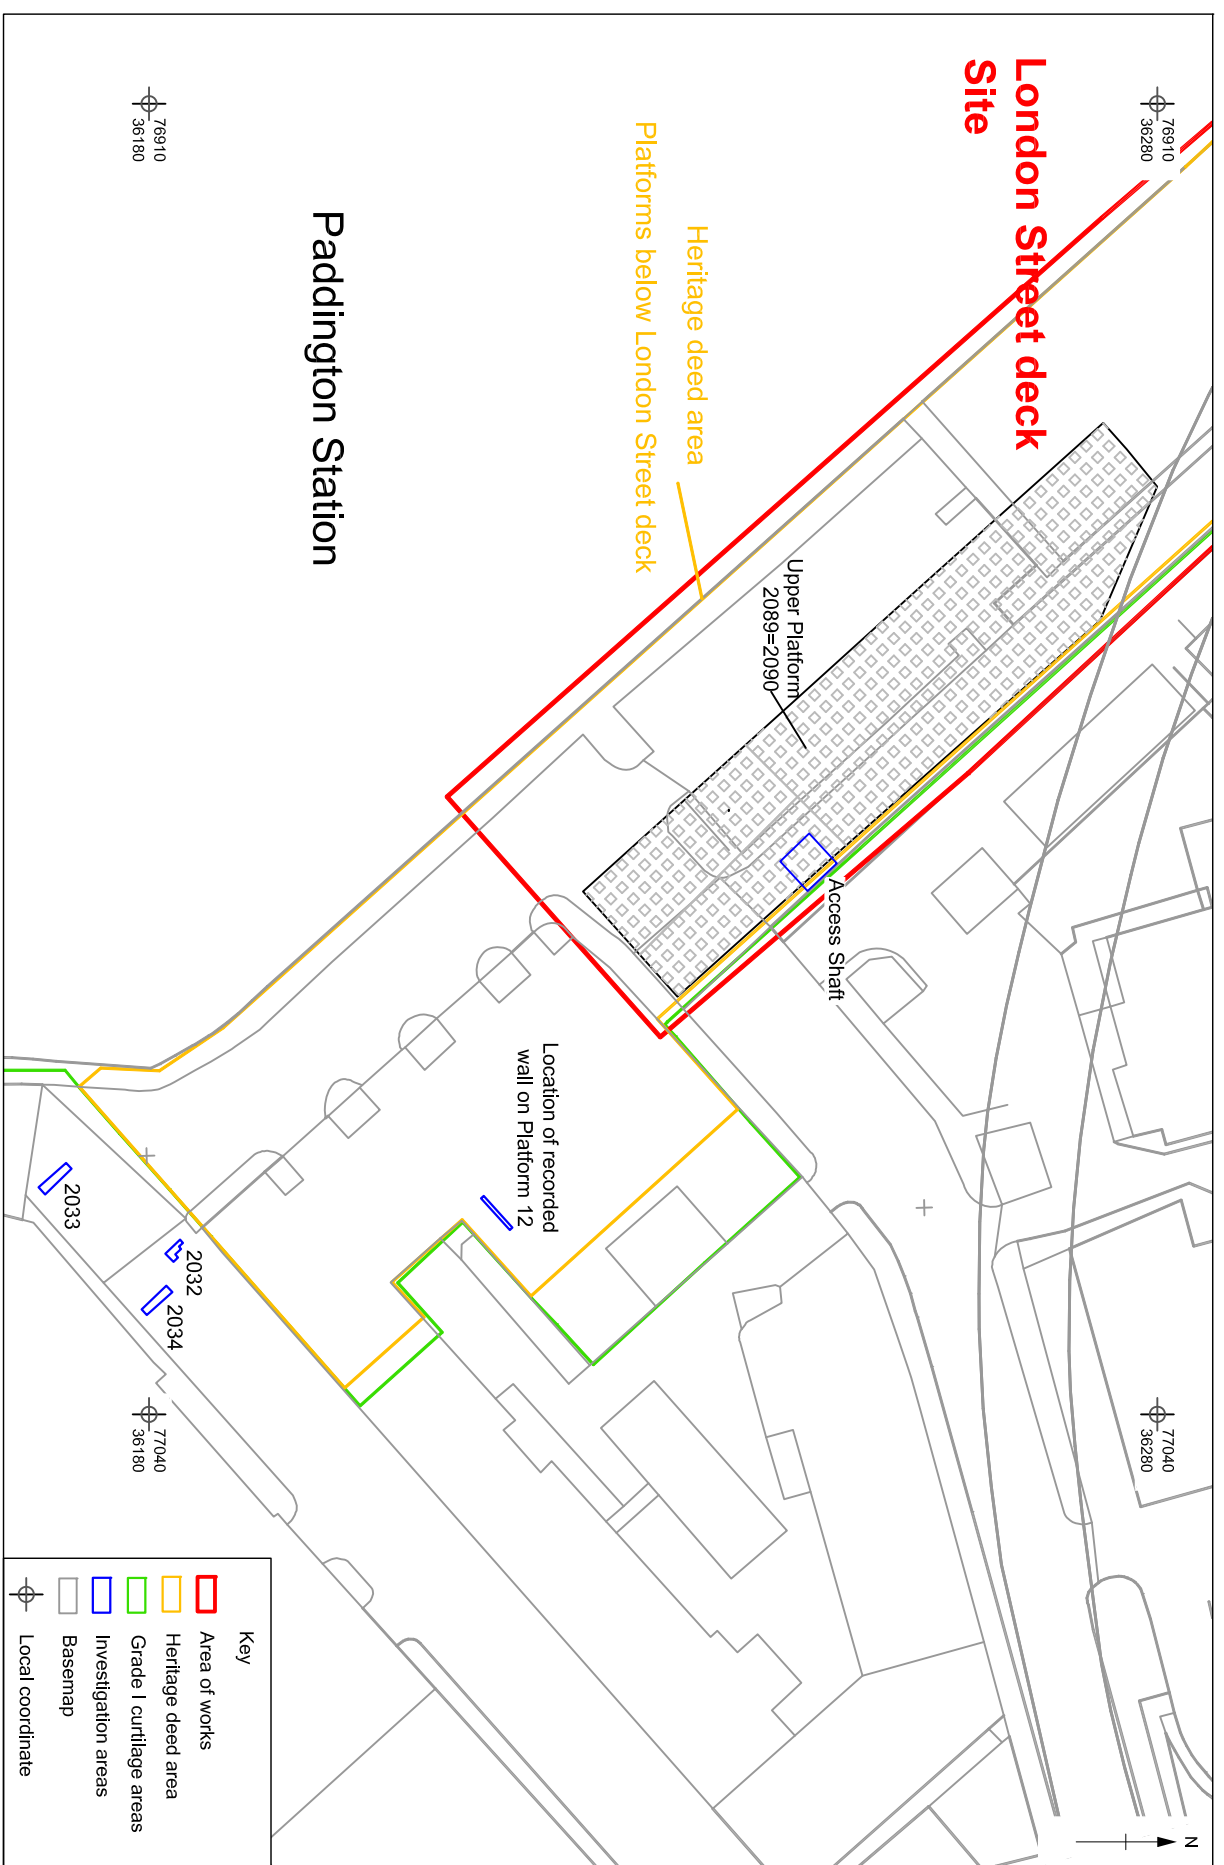 London Street deck
Site
76910
36280
76910
36180
Heritage deed area
Platforms below London Street deck
Paddington Station
Upper Platform
2089=2090
Access Shaft
Location of recorded
wall on Platform 12
2033
2032
2034
77040
36280
77040
36180
N
Key
Area of works
Heritage deed area
Grade I curtilage areas
Investigation areas
Basemap
Local coordinate